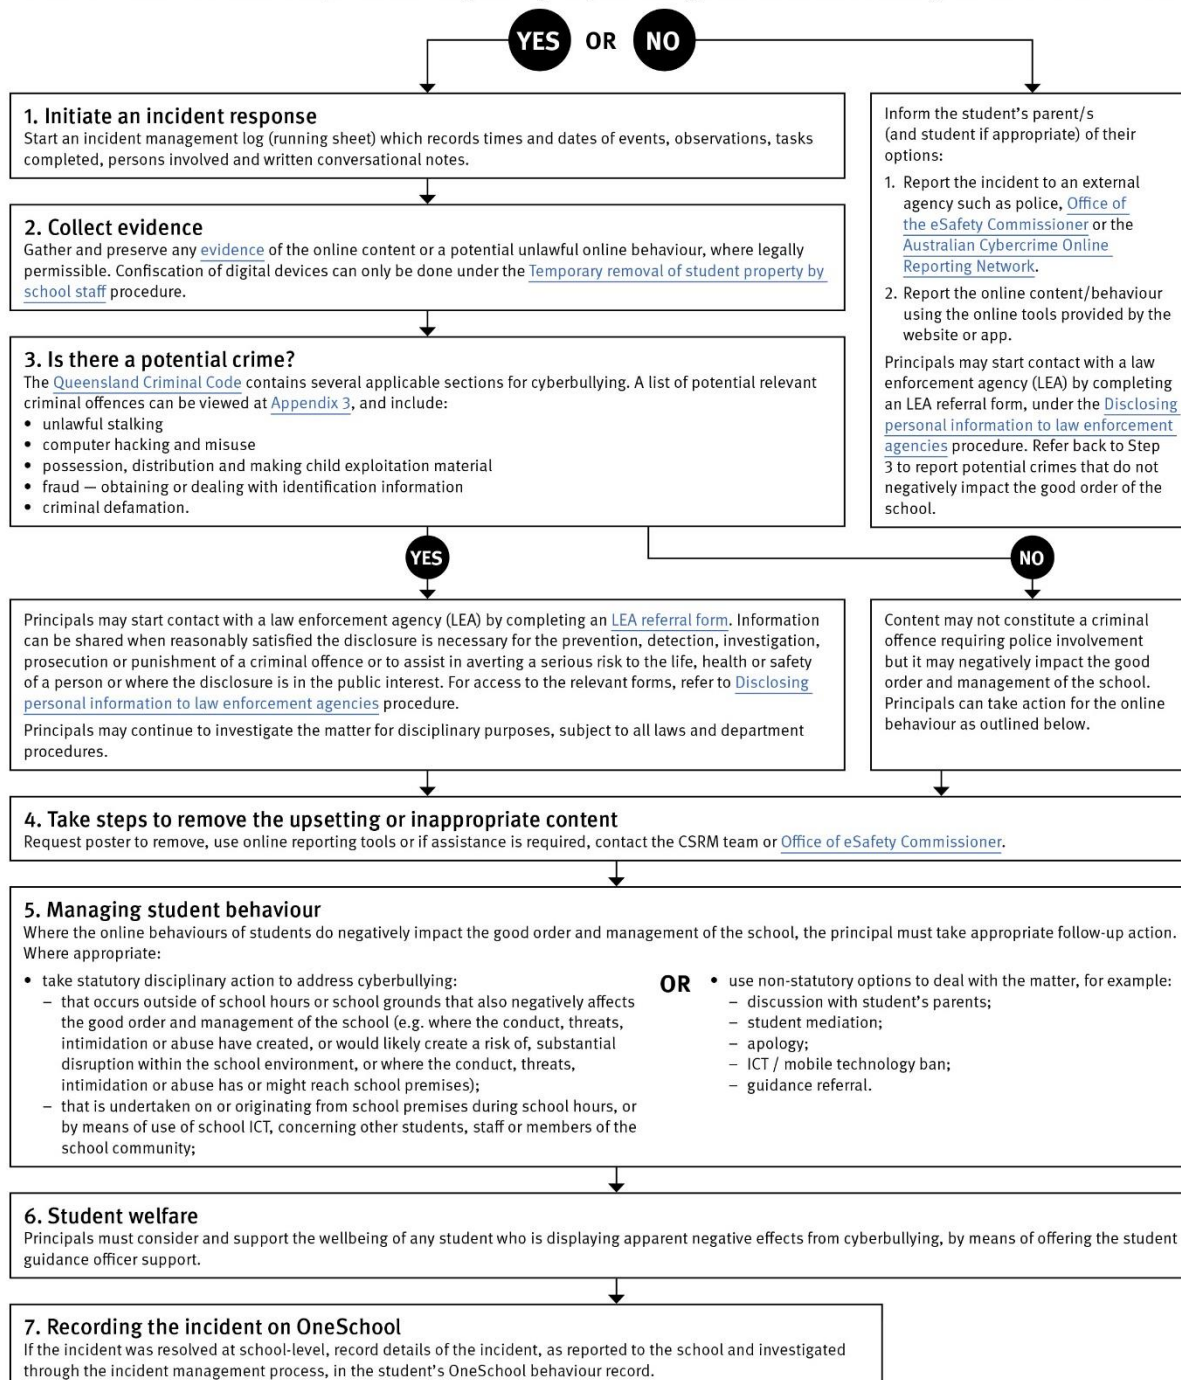 YES OR NO
1. Initiate an incident response
Start an incident management log (running sheet) which records times and dates of events, observations, tasks
completed, persons involved and written conversational notes.
2. Collect evidence
Gather and preserve any evidence of the online content or a potential unlawful online behaviour, where legally
permissible. Confiscation of digital devices can only be done under the Temporary removal of student property by
school staff procedure.
3. Is there a potential crime?
The Queensland Criminal Code contains several applicable sections for cyberbullying. A list of potential relevant
criminal offences can be viewed at Appendix 3, and include:
• unlawful stalking
• computer hacking and misuse
• possession, distribution and making child exploitation material
• fraud — obtaining or dealing with identification information
• criminal defamation.
Inform the student's parent/s
(and student if appropriate) of their
options:
1. Report the incident to an external
agency such as police, Office of
the eSafety Commissioner or the
Australian Cybercrime Online
Reporting Network.
2. Report the online content/behaviour
using the online tools provided by the
website or app.
Principals may start contact with a law
enforcement agency (LEA) by completing
an LEA referral form, under the Disclosing
personal information to law enforcement
agencies procedure. Refer back to Step
3 to report potential crimes that do not
negatively impact the good order of the
school.
YES
NO
Principals may start contact with a law enforcement agency (LEA) by completing an LEA referral form. Information
can be shared when reasonably satisfied the disclosure is necessary for the prevention, detection, investigation,
prosecution or punishment of a criminal offence or to assist in averting a serious risk to the life, health or safety
of a person or where the disclosure is in the public interest. For access to the relevant forms, refer to Disclosing
personal information to law enforcement agencies procedure.
Principals may continue to investigate the matter for disciplinary purposes, subject to all laws and department
procedures.
Content may not constitute a criminal
offence requiring police involvement
but it may negatively impact the good
order and management of the school.
Principals can take action for the online
behaviour as outlined below.
4. Take steps to remove the upsetting or inappropriate content
Request poster to remove, use online reporting tools or if assistance is required, contact the CSRM team or Office of eSafety Commissioner.
5. Managing student behaviour
Where the online behaviours of students do negatively impact the good order and management of the school, the principal must take appropriate follow-up action.
Where appropriate:
• take statutory disciplinary action to address cyberbullying:
– that occurs outside of school hours or school grounds that also negatively affects
the good order and management of the school (e.g. where the conduct, threats,
intimidation or abuse have created, or would likely create a risk of, substantial
disruption within the school environment, or where the conduct, threats,
intimidation or abuse has or might reach school premises);
– that is undertaken on or originating from school premises during school hours, or
by means of use of school ICT, concerning other students, staff or members of the
school community;
OR
• use non-statutory options to deal with the matter, for example:
– discussion with student's parents;
– student mediation;
– apology;
– ICT / mobile technology ban;
– guidance referral.
6. Student welfare
Principals must consider and support the wellbeing of any student who is displaying apparent negative effects from cyberbullying, by means of offering the student
guidance officer support.
7. Recording the incident on OneSchool
If the incident was resolved at school-level, record details of the incident, as reported to the school and investigated
through the incident management process, in the student's OneSchool behaviour record.